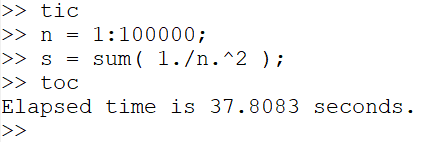 >> tic
>> n = 1:100000;
>> s = sum( 1./n.^2 );
>> toc
Elapsed time is 37.8083 seconds.
>>